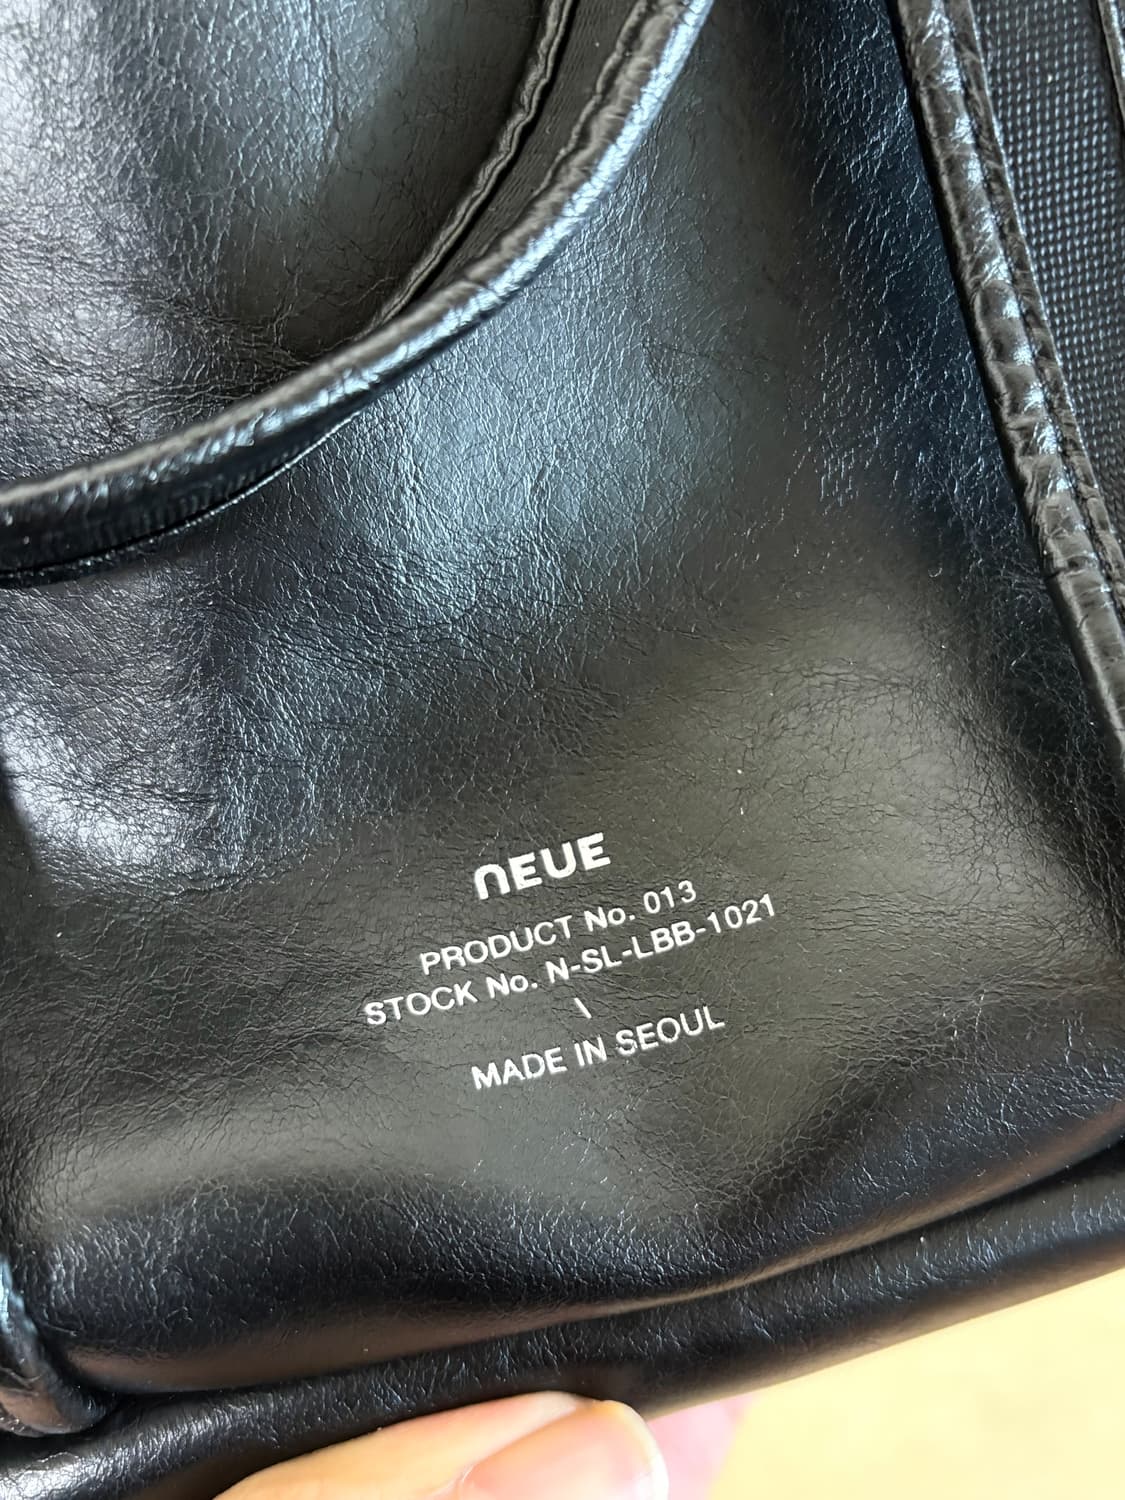 NEUE
PRODUCT No. 013
STOCK No. N-SL-LBB-1021
\
MADE IN SEOUL